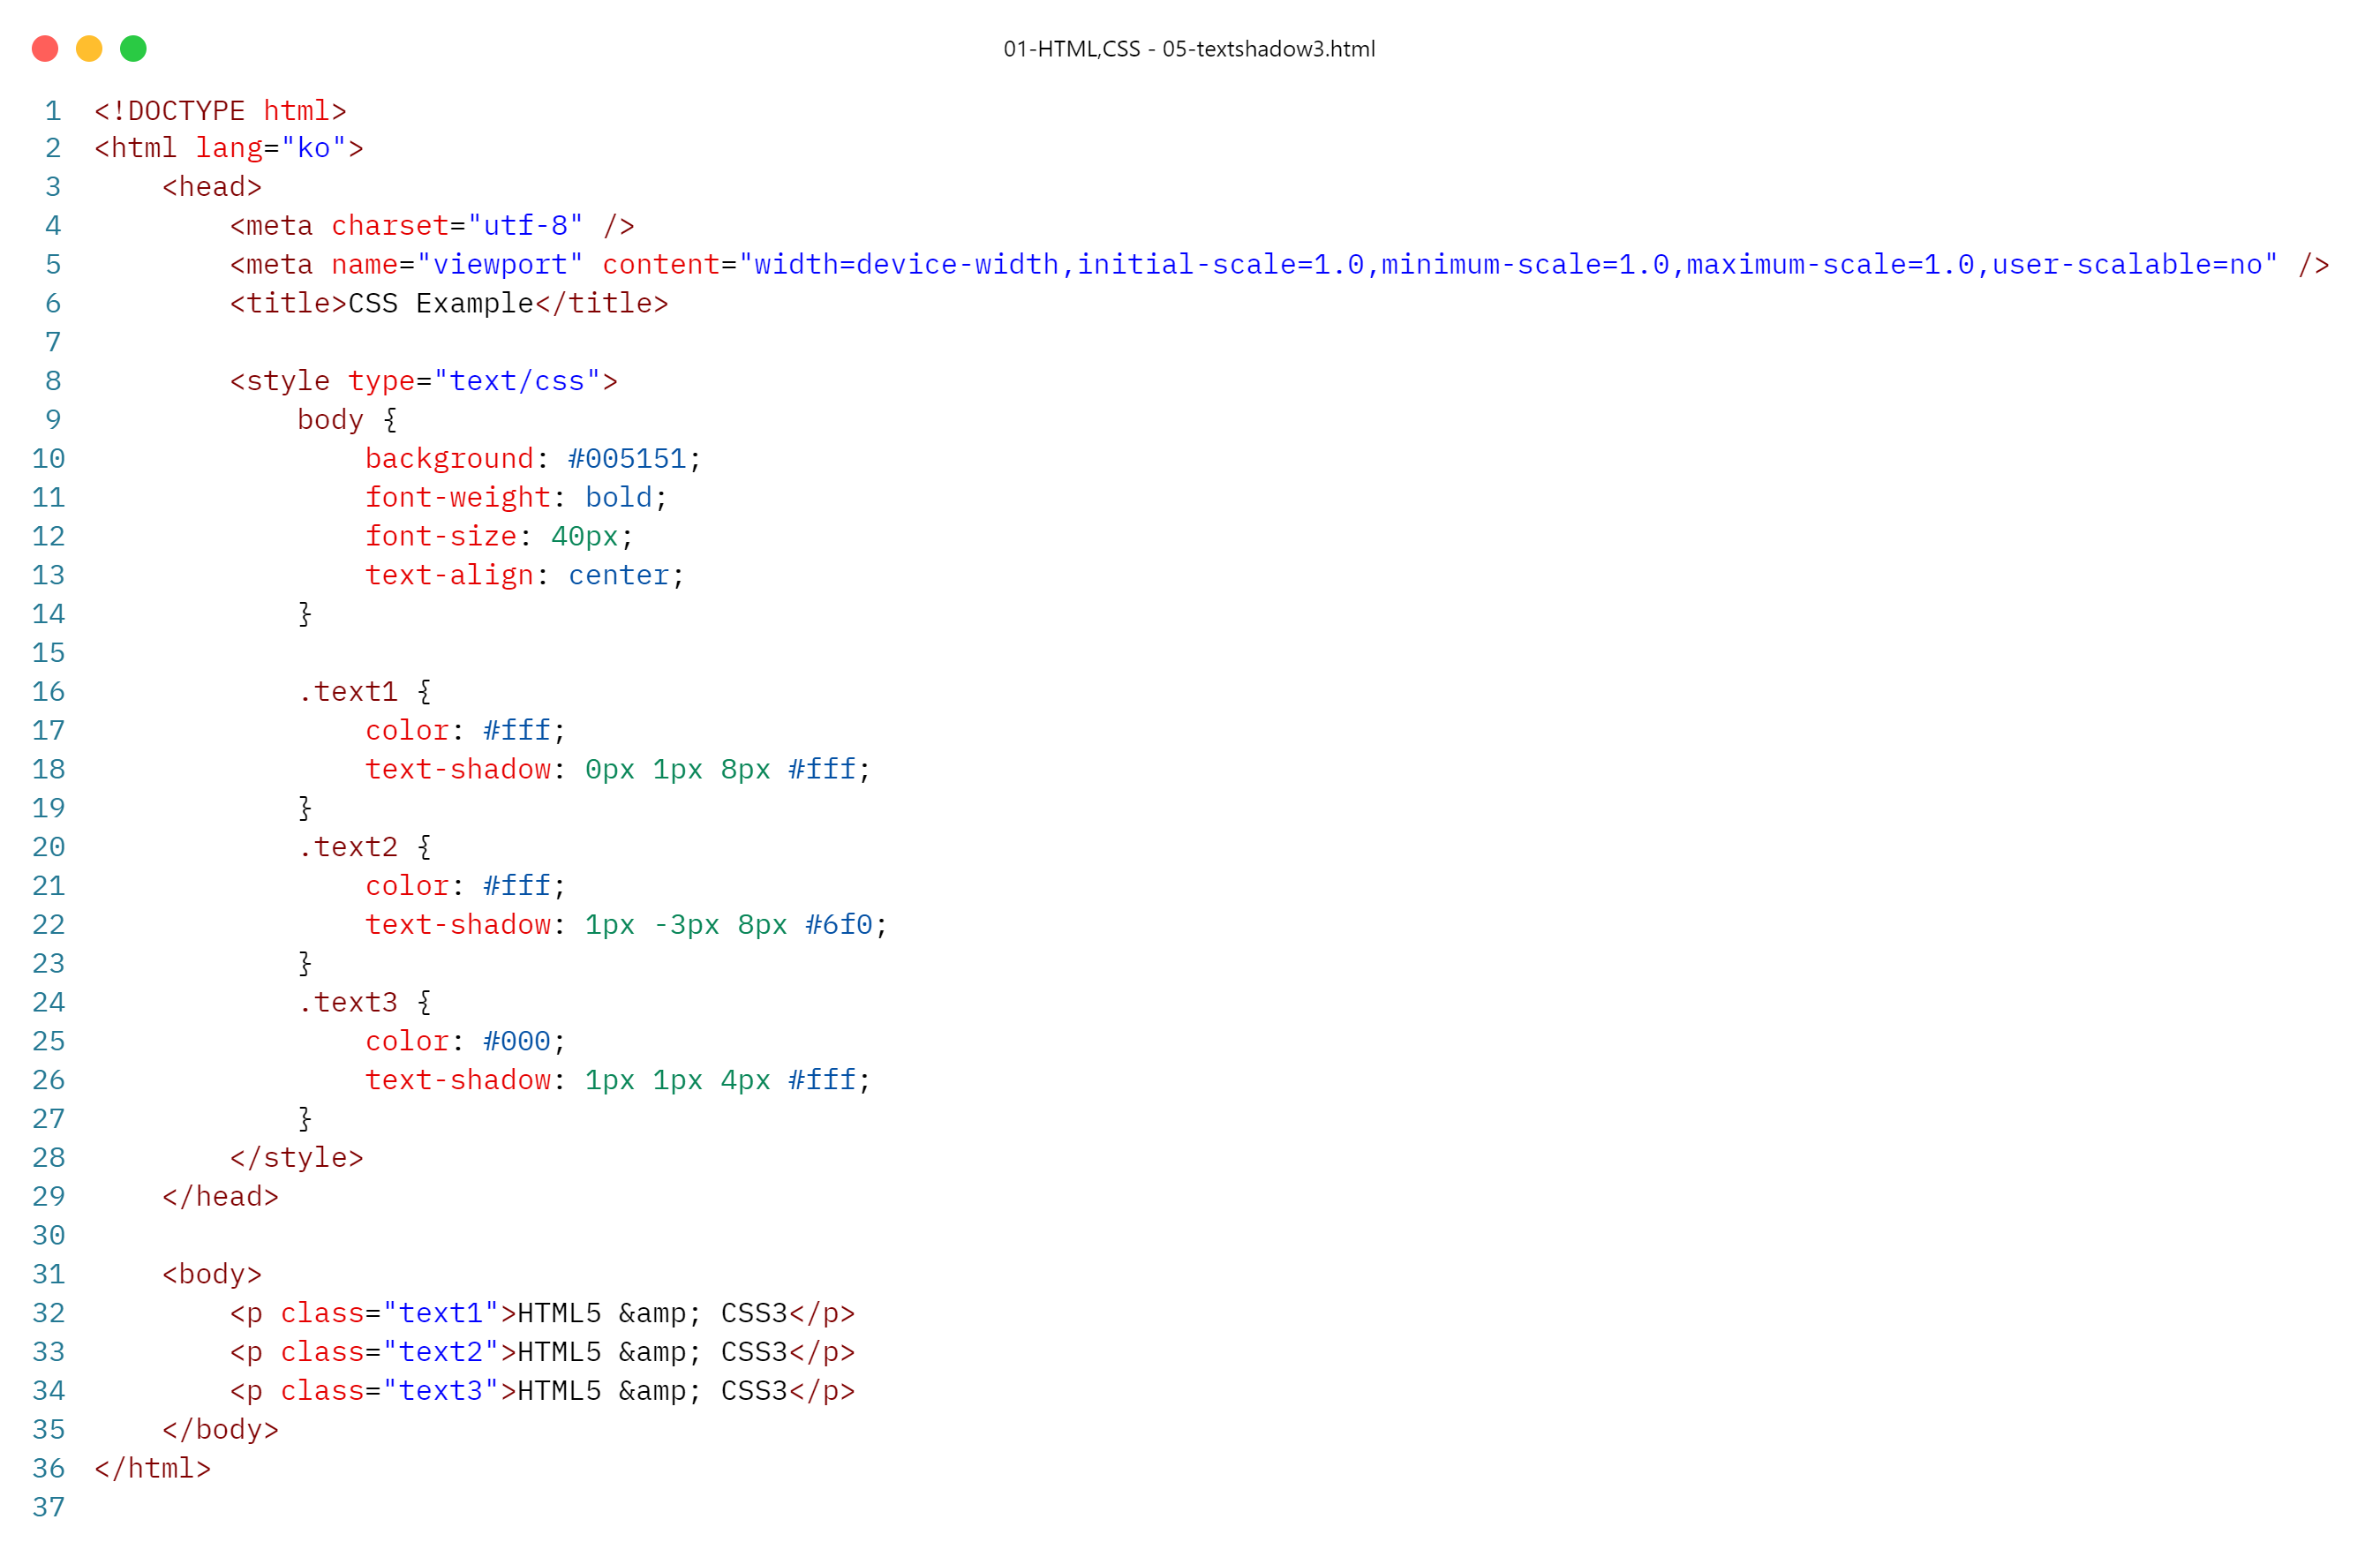 01-HTML,CSS - 05-textshadow3.html
1 <!DOCTYPE html>
2 <html lang="ko">
3     <head>
4         <meta charset="utf-8" />
5         <meta name="viewport" content="width=device-width,initial-scale=1.0,minimum-scale=1.0,maximum-scale=1.0,user-scalable=no" />
6         <title>CSS Example</title>
7
8         <style type="text/css">
9             body {
10                 background: #005151;
11                 font-weight: bold;
12                 font-size: 40px;
13                 text-align: center;
14             }
15
16             .text1 {
17                 color: #fff;
18                 text-shadow: 0px 1px 8px #fff;
19             }
20             .text2 {
21                 color: #fff;
22                 text-shadow: 1px -3px 8px #6f0;
23             }
24             .text3 {
25                 color: #000;
26                 text-shadow: 1px 1px 4px #fff;
27             }
28         </style>
29     </head>
30
31     <body>
32         <p class="text1">HTML5 &amp; CSS3</p>
33         <p class="text2">HTML5 &amp; CSS3</p>
34         <p class="text3">HTML5 &amp; CSS3</p>
35     </body>
36 </html>
37